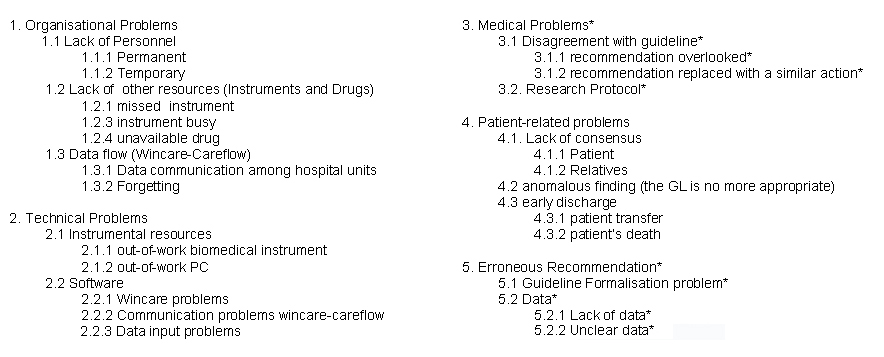 1. Organisational Problems
1.1 Lack of Personnel
1.1.1 Permanent
1.1.2 Temporary
1.2 Lack of other resources (Instruments and Drugs)
1.2.1 missed instrument
1.2.3 instrument busy
1.2.4 unavailable drug
1.3 Data flow (Wincare-Careflow)
1.3.1 Data communication among hospital units
1.3.2 Forgetting
2. Technical Problems
2.1 Instrumental resources
2.1.1 out-of-work biomedical instrument
2.1.2 out-of-work PC
2.2 Software
2.2.1 Wincare problems
2.2.2 Communication problems wincare-careflow
2.2.3 Data input problems
3. Medical Problems*
3.1 Disagreement with guideline*
3.1.1 recommendation overlooked*
3.1.2 recommendation replaced with a similar action*
3.2. Research Protocol*
4. Patient-related problems
4.1. Lack of consensus
4.1.1 Patient
4.1.2 Relatives
4.2 anomalous finding (the GL is no more appropriate)
4.3 early discharge
4.3.1 patient transfer
4.3.2 patient's death
5. Erroneous Recommendation*
5.1 Guideline Formalisation problem*
5.2 Data*
5.2.1 Lack of data*
5.2.2 Unclear data*